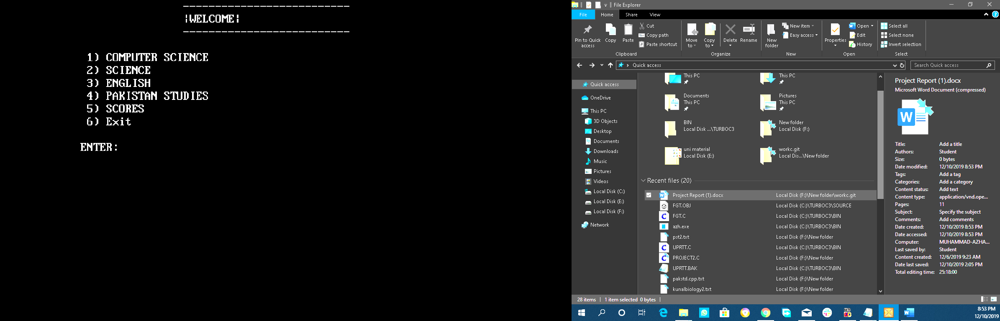 --------------------------
|WELCOME|
--------------------------
1) COMPUTER SCIENCE
2) SCIENCE
3) ENGLISH
4) PAKISTAN STUDIES
5) SCORES
6) Exit
ENTER:
File Explorer
File Home Share View
Pin to Quick access
Copy
Paste
Cut
Copy path
Paste shortcut
Clipboard
Move to
Copy to
Delete
Rename
Organize
New folder
New item
Easy access
New
Properties
Open
Edit
History
Open
Select all
Select none
Invert selection
Select
Quick access
Search Quick access
Quick access
OneDrive
This PC
3D Objects
Desktop
Documents
Downloads
Music
Pictures
Videos
Local Disk (C:)
Local Disk (E:)
Local Disk (F:)
Network
This PC
This PC
Documents
This PC
Pictures
This PC
BIN
Local Disk ...\TURBOC3
New folder
Local Disk (F:)
uni material
Local Disk (E:)
workc.git
Local Dis...\New folder
Recent files (20)
Project Report (1).docx Local Disk (F:)\New folder\workc.git
FGT.OBJ Local Disk (C:)\TURBOC3\SOURCE
FGT.C Local Disk (C:)\TURBOC3\BIN
azh.exe Local Disk (C:)\TURBOC3\BIN
pst2.txt Local Disk (F:)\New folder
UPRTT.C Local Disk (C:)\TURBOC3\BIN
PROJECT2.C Local Disk (F:)\New folder
UPRTT.BAK Local Disk (C:)\TURBOC3\BIN
pakstd.cpp.txt Local Disk (F:)\New folder
kunalbiology2.txt Local Disk (F:)\New folder
Project Report (1).docx
Microsoft Word Document (compressed)
W
Title: Add a title
Authors: Student
Size: 0 bytes
Date modified: 12/10/2019 8:53 PM
Tags: Add a tag
Categories: Add a category
Content status: Add text
Content type: application/vnd.ope...
Pages: 11
Subject: Specify the subject
Comments: Add comments
Date created: 12/10/2019 8:53 PM
Date accessed: 12/10/2019 8:53 PM
Computer: MUHAMMAD-AZHA...
Last saved by: Student
Content created: 12/6/2019 9:23 AM
Date last saved: 12/10/2019 2:05 PM
Total editing time: 25:18:00
28 items | 1 item selected 0 bytes |
8:53 PM
12/10/2019